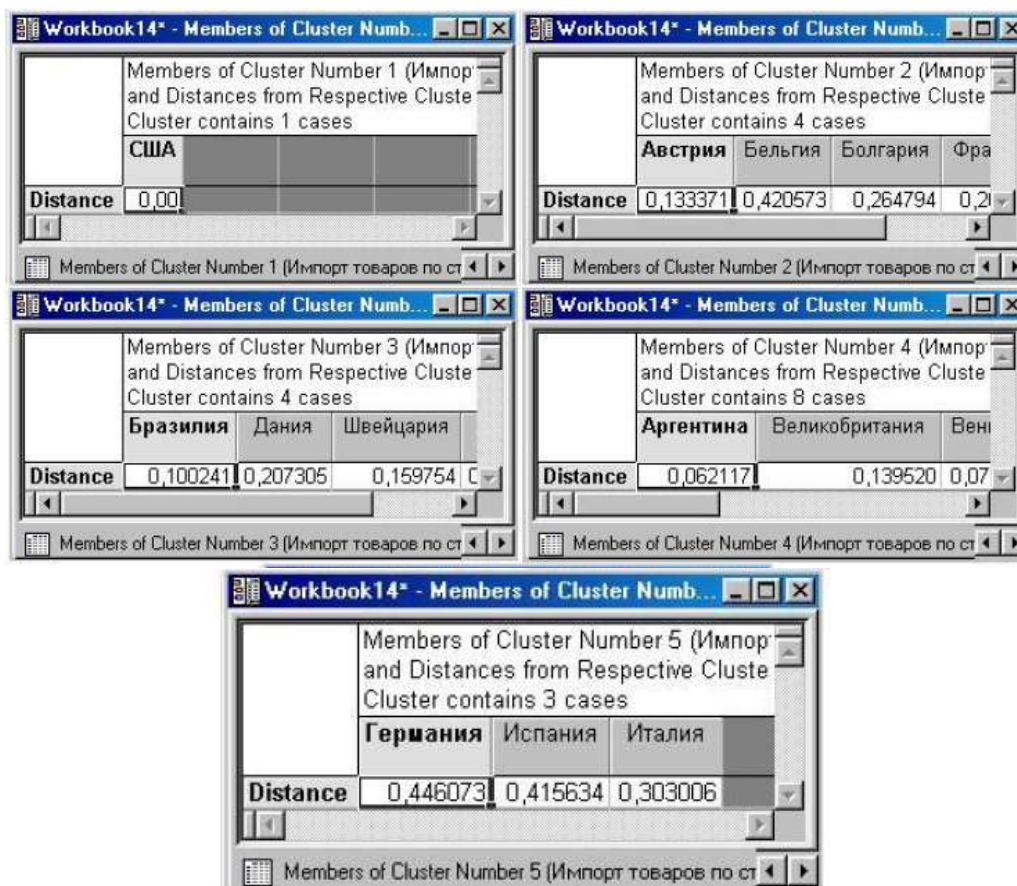 Workbook14* - Members of Cluster Numb...
Members of Cluster Number 1 (Импор
and Distances from Respective Cluste
Cluster contains 1 cases
США
Distance 0,00
Members of Cluster Number 1 (Импорт товаров по ст
Workbook14* - Members of Cluster Numb...
Members of Cluster Number 2 (Импор
and Distances from Respective Cluste
Cluster contains 4 cases
Австрия Бельгия Болгария Фра
Distance 0,133371 0,420573 0,264794 0,2
Members of Cluster Number 2 (Импорт товаров по ст
Workbook14* - Members of Cluster Numb...
Members of Cluster Number 3 (Импор
and Distances from Respective Cluste
Cluster contains 4 cases
Бразилия Дания Швейцария
Distance 0,100241 0,207305 0,159754
Members of Cluster Number 3 (Импорт товаров по ст
Workbook14* - Members of Cluster Numb...
Members of Cluster Number 4 (Импор
and Distances from Respective Cluste
Cluster contains 8 cases
Аргентина Великобритания Вен
Distance 0,062117 0,139520 0,07
Members of Cluster Number 4 (Импорт товаров по ст
Workbook14* - Members of Cluster Numb...
Members of Cluster Number 5 (Импор
and Distances from Respective Cluste
Cluster contains 3 cases
Германия Испания Италия
Distance 0,446073 0,415634 0,303006
Members of Cluster Number 5 (Импорт товаров по ст